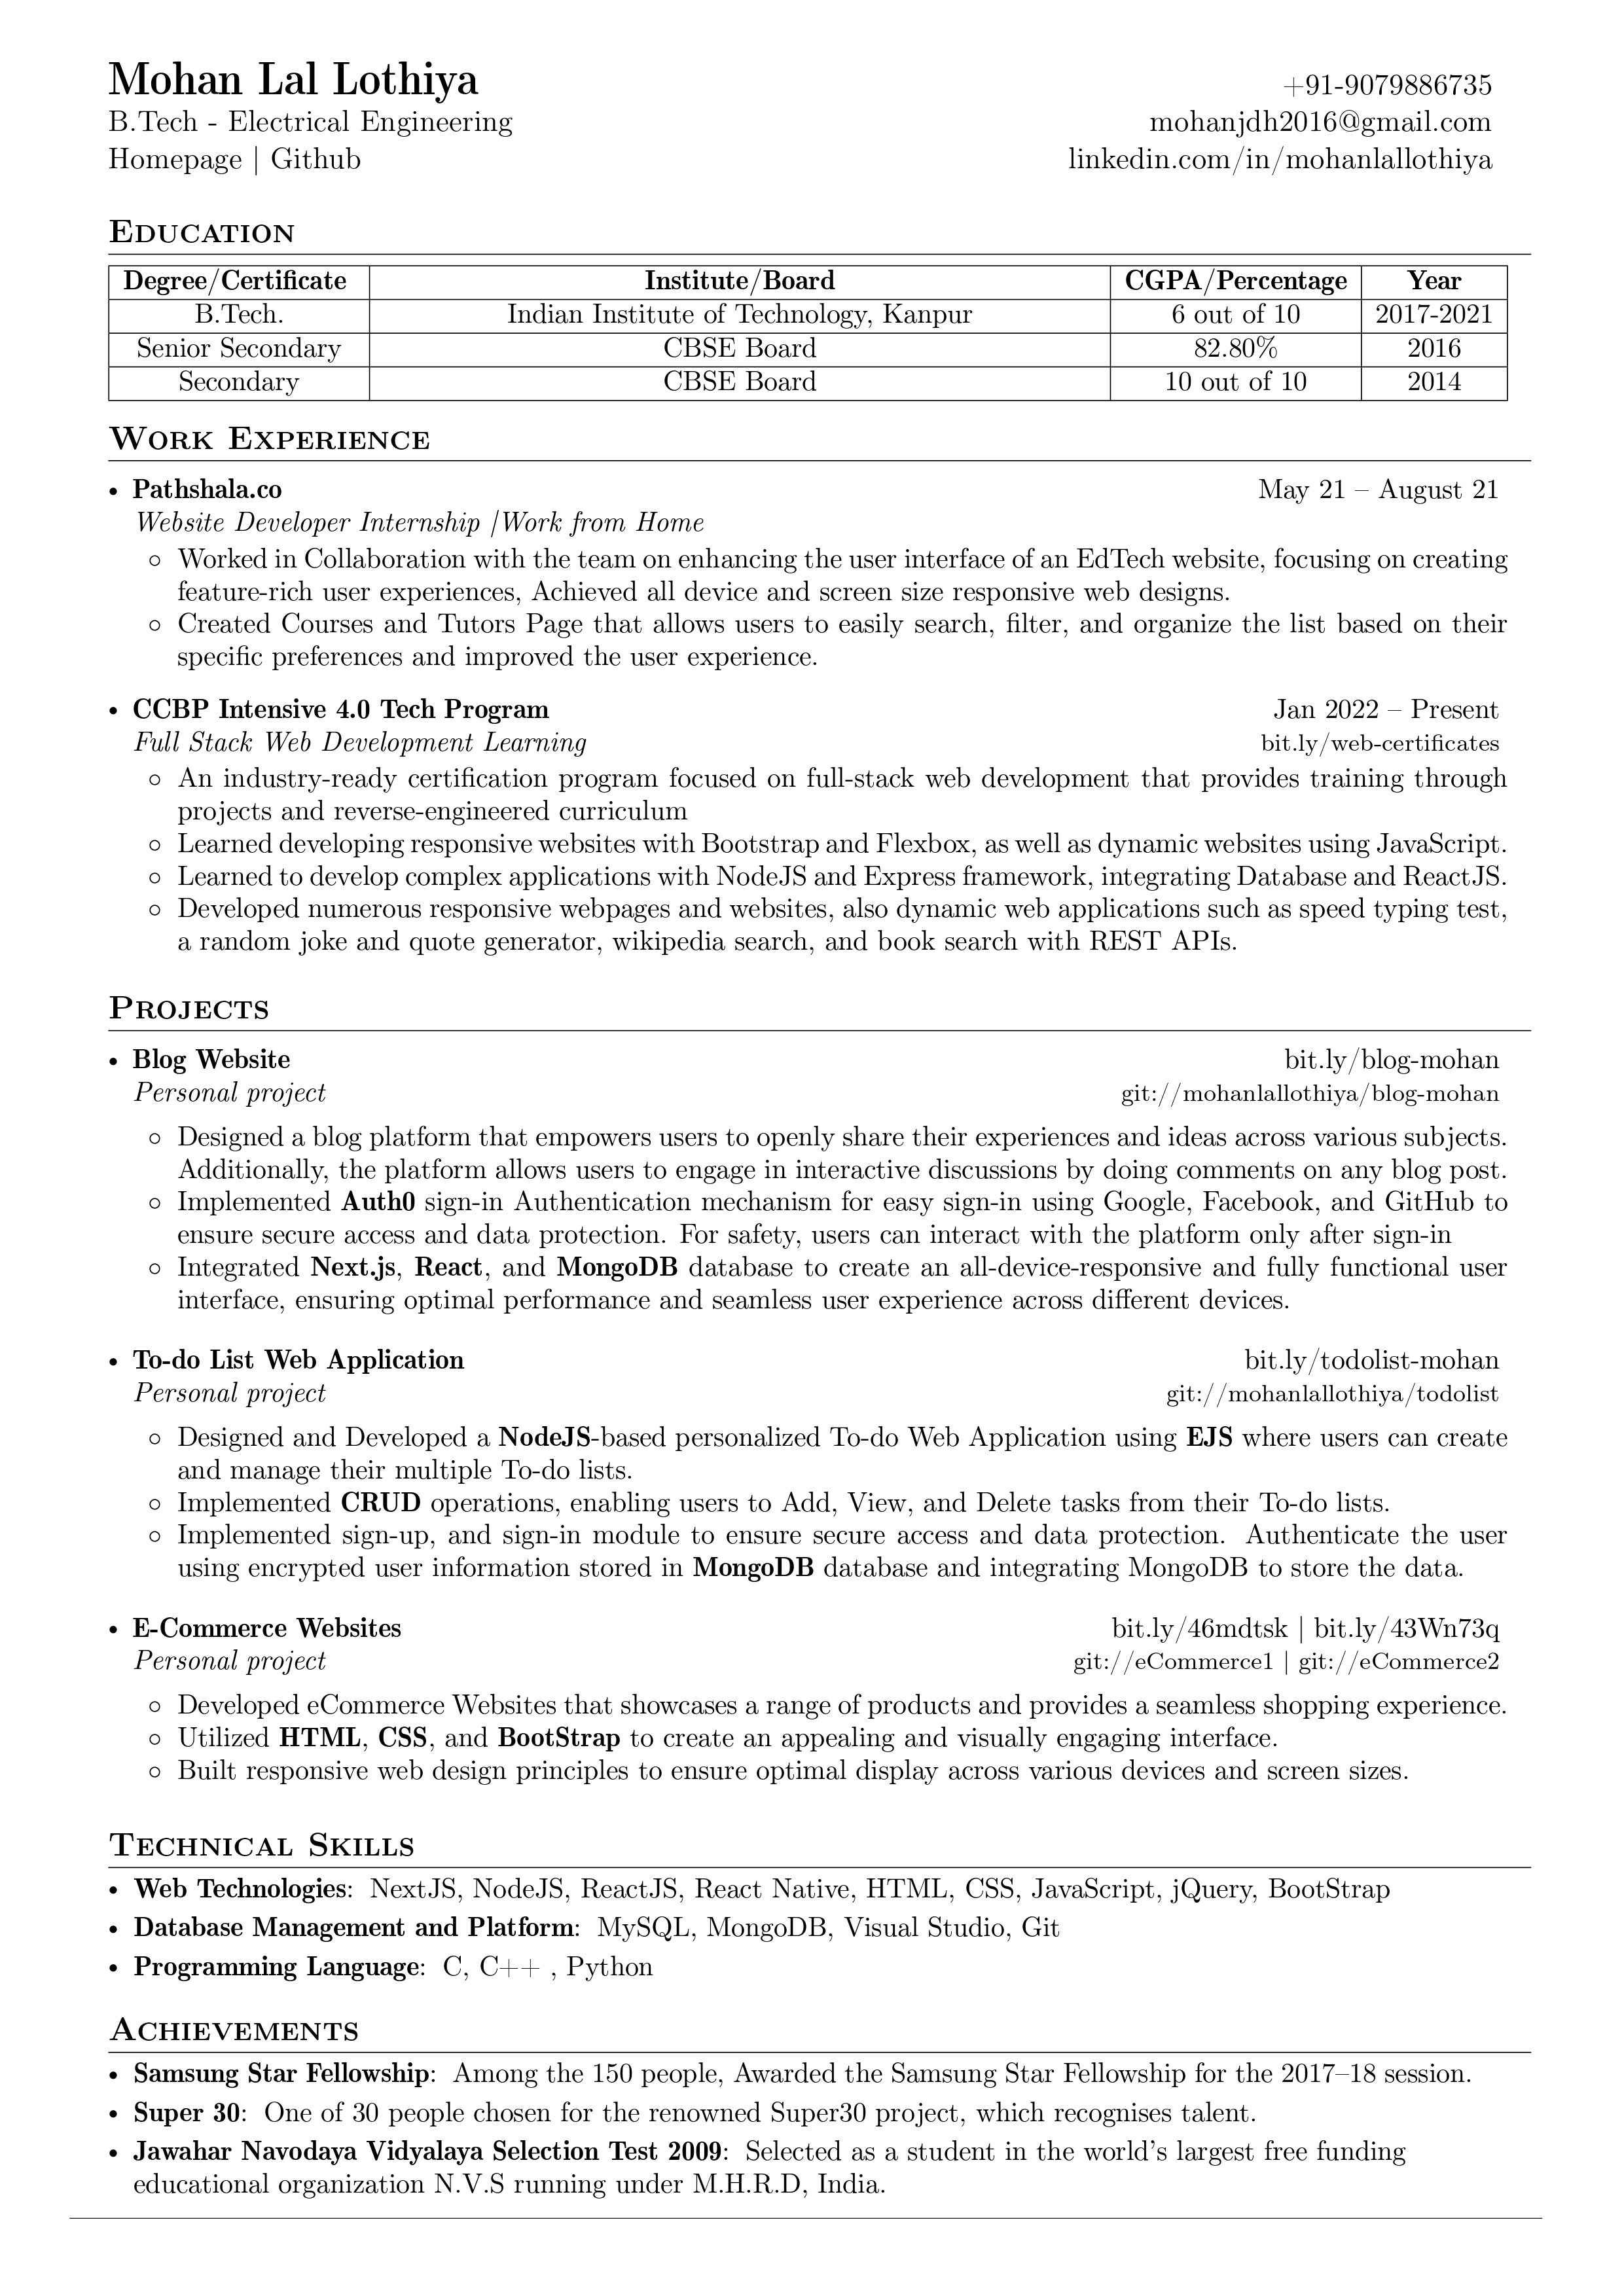 Mohan Lal Lothiya
+91-9079886735
B.Tech - Electrical Engineering
mohanjdh2016@gmail.com
Homepage | Github
linkedin.com/in/mohanlallothiya
Education
Degree/Certificate Institute/Board CGPA/Percentage Year
B.Tech. Indian Institute of Technology, Kanpur 6 out of 10 2017-2021
Senior Secondary CBSE Board 82.80% 2016
Secondary CBSE Board 10 out of 10 2014
Work Experience
• Pathshala.co May 21 – August 21
Website Developer Internship |Work from Home
◦ Worked in Collaboration with the team on enhancing the user interface of an EdTech website, focusing on creating
feature-rich user experiences, Achieved all device and screen size responsive web designs.
◦ Created Courses and Tutors Page that allows users to easily search, filter, and organize the list based on their
specific preferences and improved the user experience.
• CCBP Intensive 4.0 Tech Program Jan 2022 – Present
Full Stack Web Development Learning bit.ly/web-certificates
◦ An industry-ready certification program focused on full-stack web development that provides training through
projects and reverse-engineered curriculum
◦ Learned developing responsive websites with Bootstrap and Flexbox, as well as dynamic websites using JavaScript.
◦ Learned to develop complex applications with NodeJS and Express framework, integrating Database and ReactJS.
◦ Developed numerous responsive webpages and websites, also dynamic web applications such as speed typing test,
a random joke and quote generator, wikipedia search, and book search with REST APIs.
Projects
• Blog Website bit.ly/blog-mohan
Personal project git://mohanlallothiya/blog-mohan
◦ Designed a blog platform that empowers users to openly share their experiences and ideas across various subjects.
Additionally, the platform allows users to engage in interactive discussions by doing comments on any blog post.
◦ Implemented Auth0 sign-in Authentication mechanism for easy sign-in using Google, Facebook, and GitHub to
ensure secure access and data protection. For safety, users can interact with the platform only after sign-in
◦ Integrated Next.js, React, and MongoDB database to create an all-device-responsive and fully functional user
interface, ensuring optimal performance and seamless user experience across different devices.
• To-do List Web Application bit.ly/todolist-mohan
Personal project git://mohanlallothiya/todolist
◦ Designed and Developed a NodeJS-based personalized To-do Web Application using EJS where users can create
and manage their multiple To-do lists.
◦ Implemented CRUD operations, enabling users to Add, View, and Delete tasks from their To-do lists.
◦ Implemented sign-up, and sign-in module to ensure secure access and data protection. Authenticate the user
using encrypted user information stored in MongoDB database and integrating MongoDB to store the data.
• E-Commerce Websites bit.ly/46mdtsk | bit.ly/43Wn73q
Personal project git://eCommerce1 | git://eCommerce2
◦ Developed eCommerce Websites that showcases a range of products and provides a seamless shopping experience.
◦ Utilized HTML, CSS, and BootStrap to create an appealing and visually engaging interface.
◦ Built responsive web design principles to ensure optimal display across various devices and screen sizes.
Technical Skills
• Web Technologies: NextJS, NodeJS, ReactJS, React Native, HTML, CSS, JavaScript, jQuery, BootStrap
• Database Management and Platform: MySQL, MongoDB, Visual Studio, Git
• Programming Language: C, C++ , Python
Achievements
• Samsung Star Fellowship: Among the 150 people, Awarded the Samsung Star Fellowship for the 2017–18 session.
• Super 30: One of 30 people chosen for the renowned Super30 project, which recognises talent.
• Jawahar Navodaya Vidyalaya Selection Test 2009: Selected as a student in the world's largest free funding
educational organization N.V.S running under M.H.R.D, India.